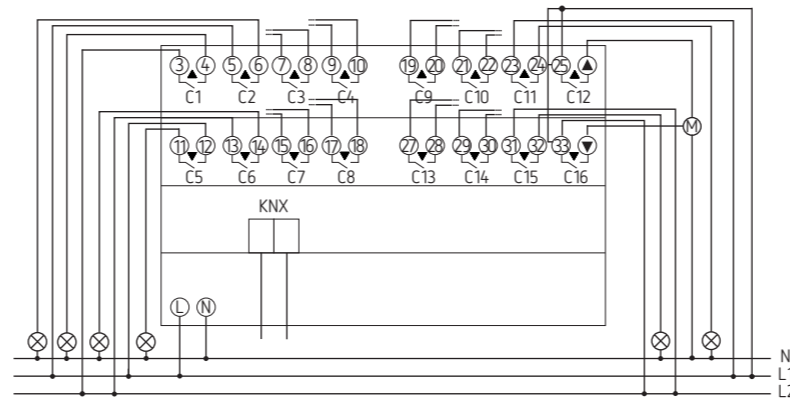 3 4 5 6 7 8 9 10 19 20 21 22 23 24 25
C1 C2 C3 C4 C9 C10 C11 C12
M
11 12 13 14 15 16 17 18 27 28 29 30 31 32 33
C5 C6 C7 C8 C13 C14 C15 C16
KNX
L N
N
L1
L2